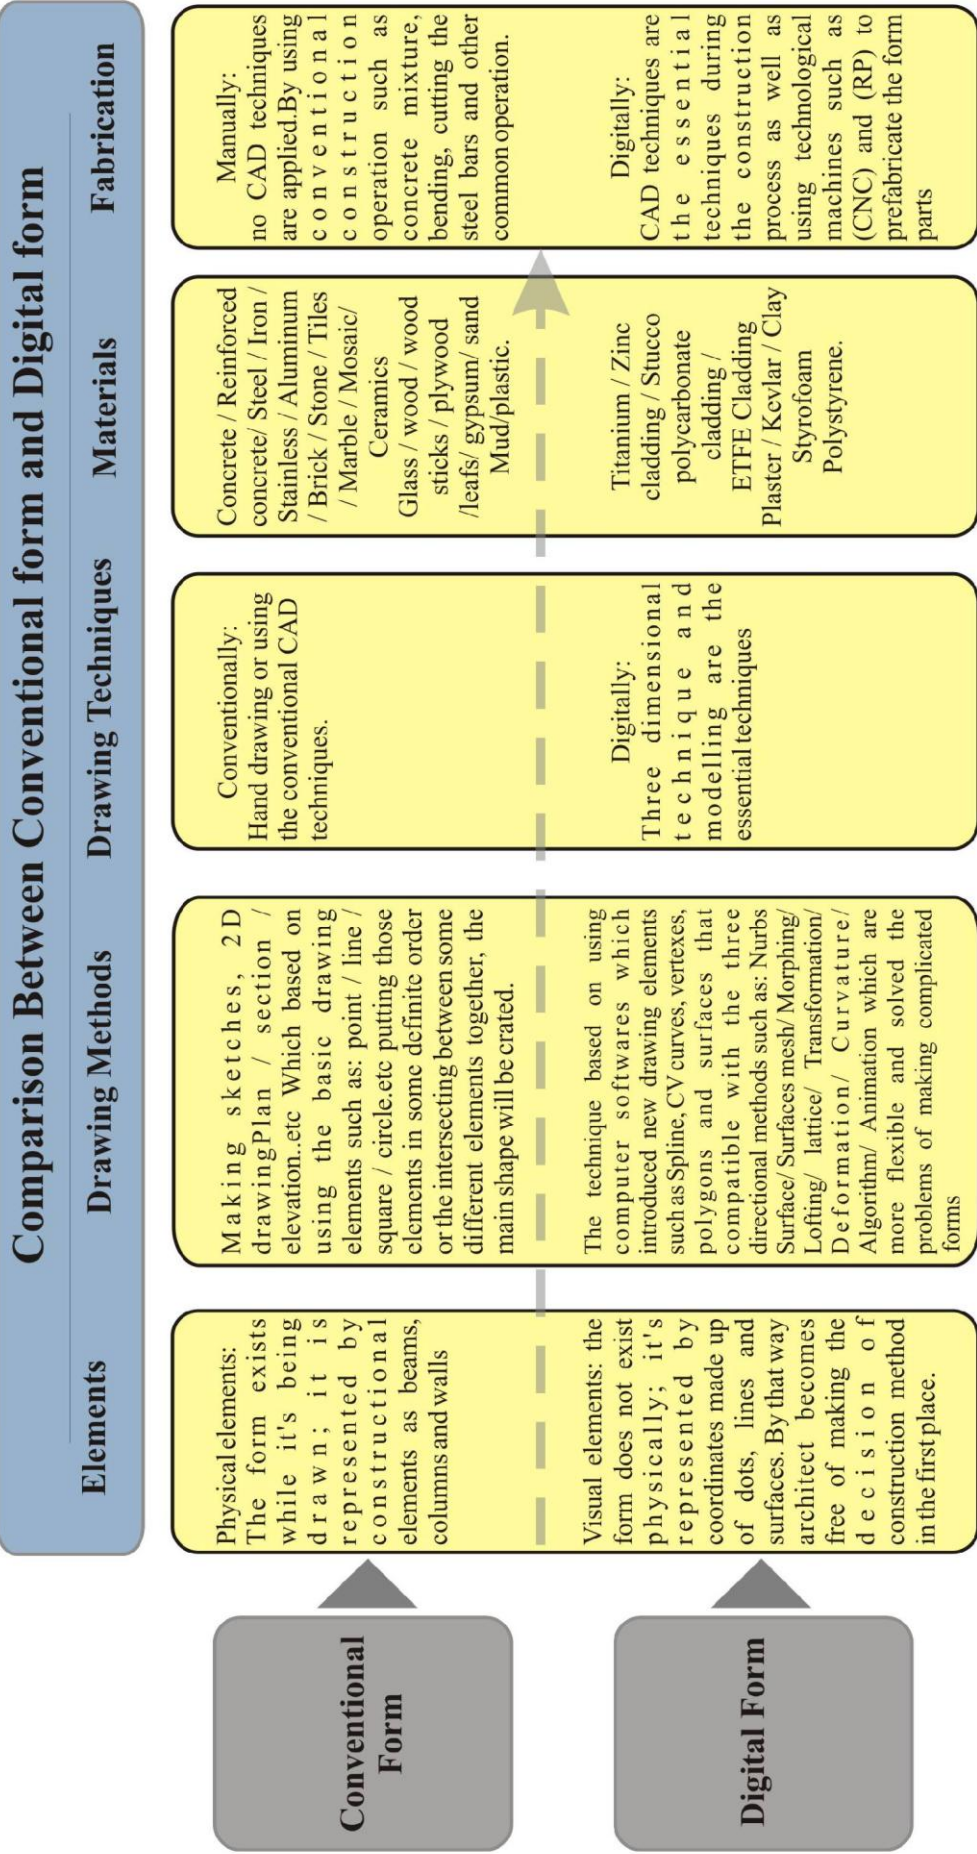 Comparison Between Conventional form and Digital form
Elements
Drawing Methods
Drawing Techniques
Materials
Fabrication
Conventional
Form
Physical elements:
The form exists
while it's being
drawn; it is
represented by
constructional
elements as beams,
columns and walls
Making sketches, 2D
drawingPlan / section /
elevation..etc Which based on
using the basic drawing
elements such as: point / line /
square / circle.etc putting those
elements in some definite order
or the intersecting between some
different elements together, the
main shape will be crated.
Conventionally:
Hand drawing or using
the conventional CAD
techniques.
Concrete / Reinforced
concrete/ Steel / Iron /
Stainless / Aluminum
/ Brick / Stone / Tiles
/ Marble / Mosaic/
Ceramics
Glass / wood / wood
sticks / plywood
/leafs/ gypsum/ sand
Mud/plastic.
Manually:
no CAD techniques
are applied.By using
conventional
construction
operation such as
concrete mixture,
bending, cutting the
steel bars and other
common operation.
Digital Form
Visual elements: the
form does not exist
physically; it's
represented by
coordinates made up
of dots, lines and
surfaces. By that way
architect becomes
free of making the
decision of
construction method
in the first place.
The technique based on using
computer softwares which
introduced new drawing elements
such as Spline, CV curves, vertexes,
polygons and surfaces that
compatible with the three
directional methods such as: Nurbs
Surface/ Surfaces mesh/ Morphing/
Lofting/ lattice/ Transformation/
Deformation/ Curvature/
Algorithm/ Animation which are
more flexible and solved the
problems of making complicated
forms
Digitally:
Three dimensional
technique and
modelling are the
essential techniques
Titanium / Zinc
cladding / Stucco
polycarbonate
cladding /
ETFE Cladding
Plaster / Kevlar / Clay
Styrofoam
Polystyrene.
Digitally:
CAD techniques are
the essential
techniques during
the construction
process as well as
using technological
machines such as
(CNC) and (RP) to
prefabricate the form
parts